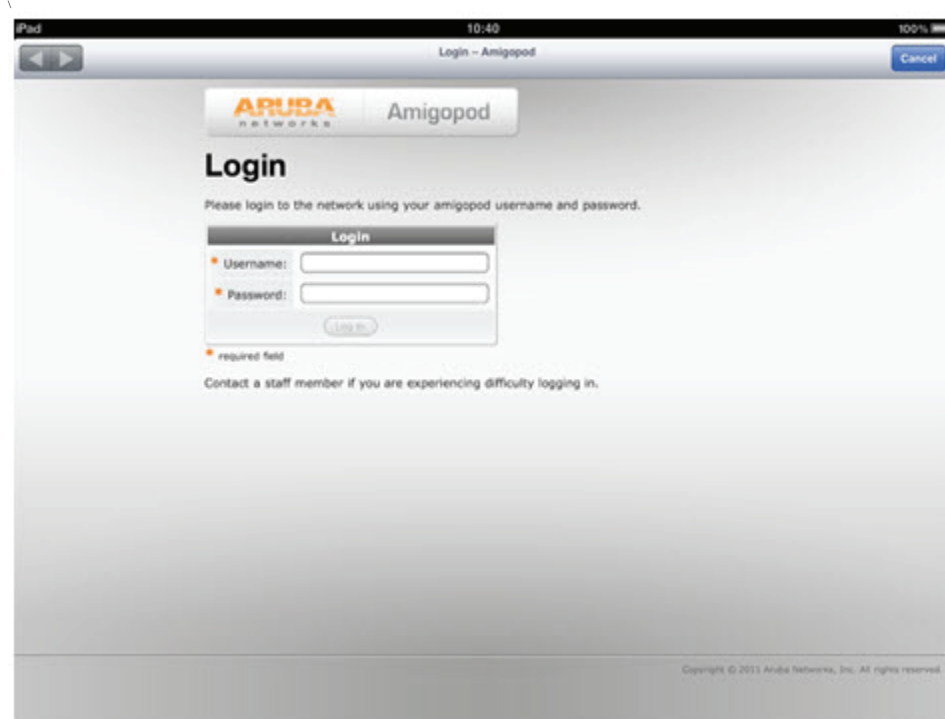 iPad 10:40 100%
Login – Amigopod
Cancel
ARUBA networks Amigopod
Login
Please login to the network using your amigopod username and password.
Login
* Username:
* Password:
Log In
* required field
Contact a staff member if you are experiencing difficulty logging in.
Copyright © 2011 Aruba Networks, Inc. All rights reserved.